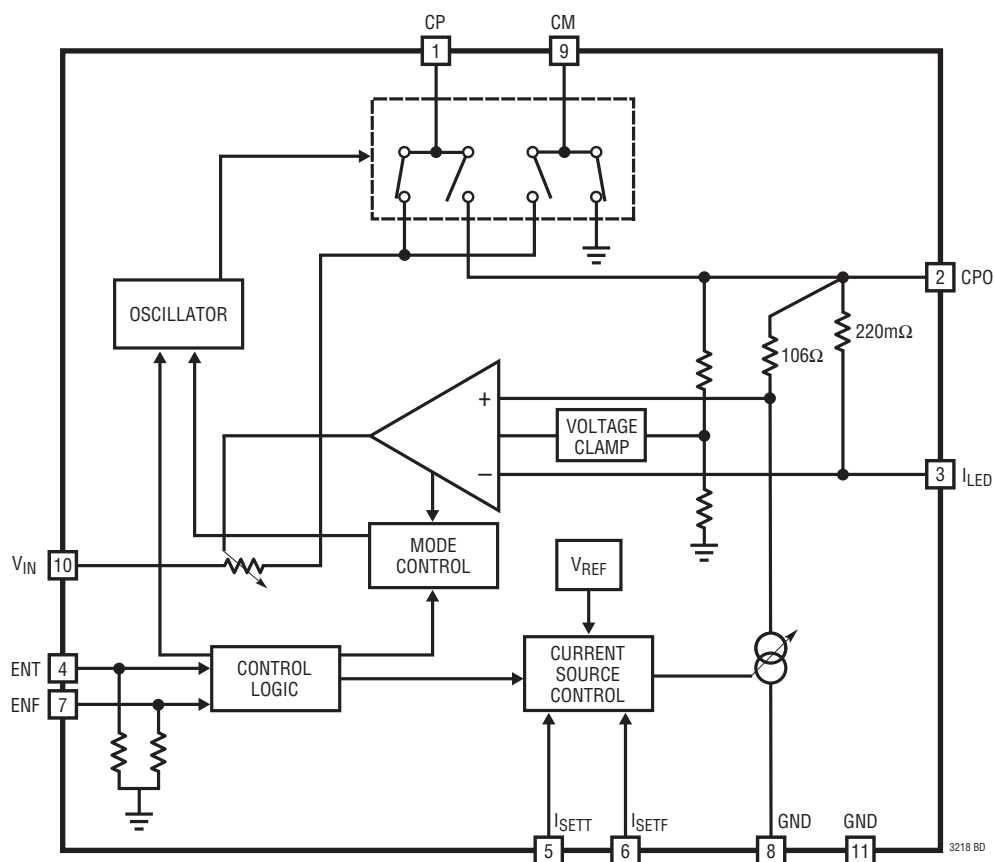 CP
CM
1
9
OSCILLATOR
2
CPO
106Ω
220mΩ
+
VOLTAGE
CLAMP
−
3
ILED
VIN
10
MODE
CONTROL
VREF
ENT
4
CONTROL
LOGIC
CURRENT
SOURCE
CONTROL
ENF
7
ISETT
ISETF
GND
GND
5
6
8
11
3218 BD